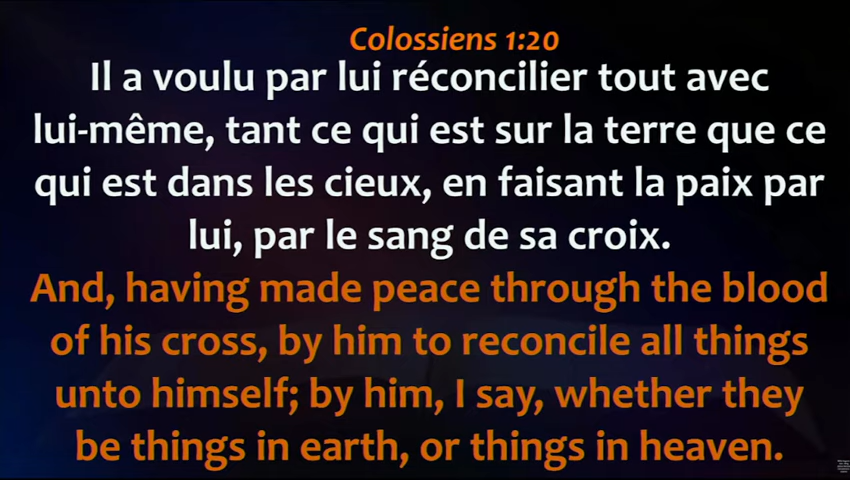 Colossiens 1:20
Il a voulu par lui réconcilier tout avec
lui-même, tant ce qui est sur la terre que ce
qui est dans les cieux, en faisant la paix par
lui, par le sang de sa croix.
And, having made peace through the blood
of his cross, by him to reconcile all things
unto himself; by him, I say, whether they
be things in earth, or things in heaven.